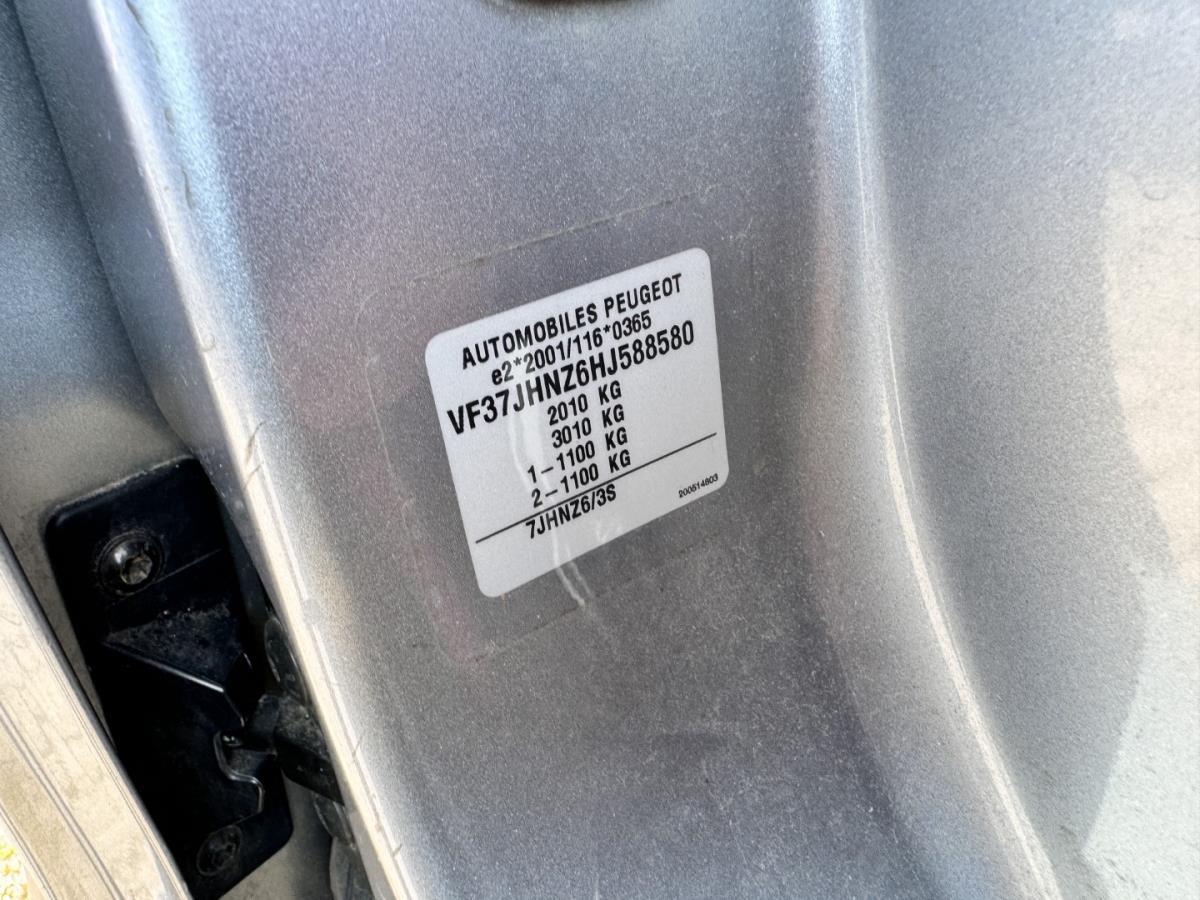 AUTOMOBILES PEUGEOT
e2*2001/116*0365
VF37JHNZ6HJ588580
2010 KG
3010 KG
1-1100 KG
2-1100 KG
7JHNZ6/3S
200514803